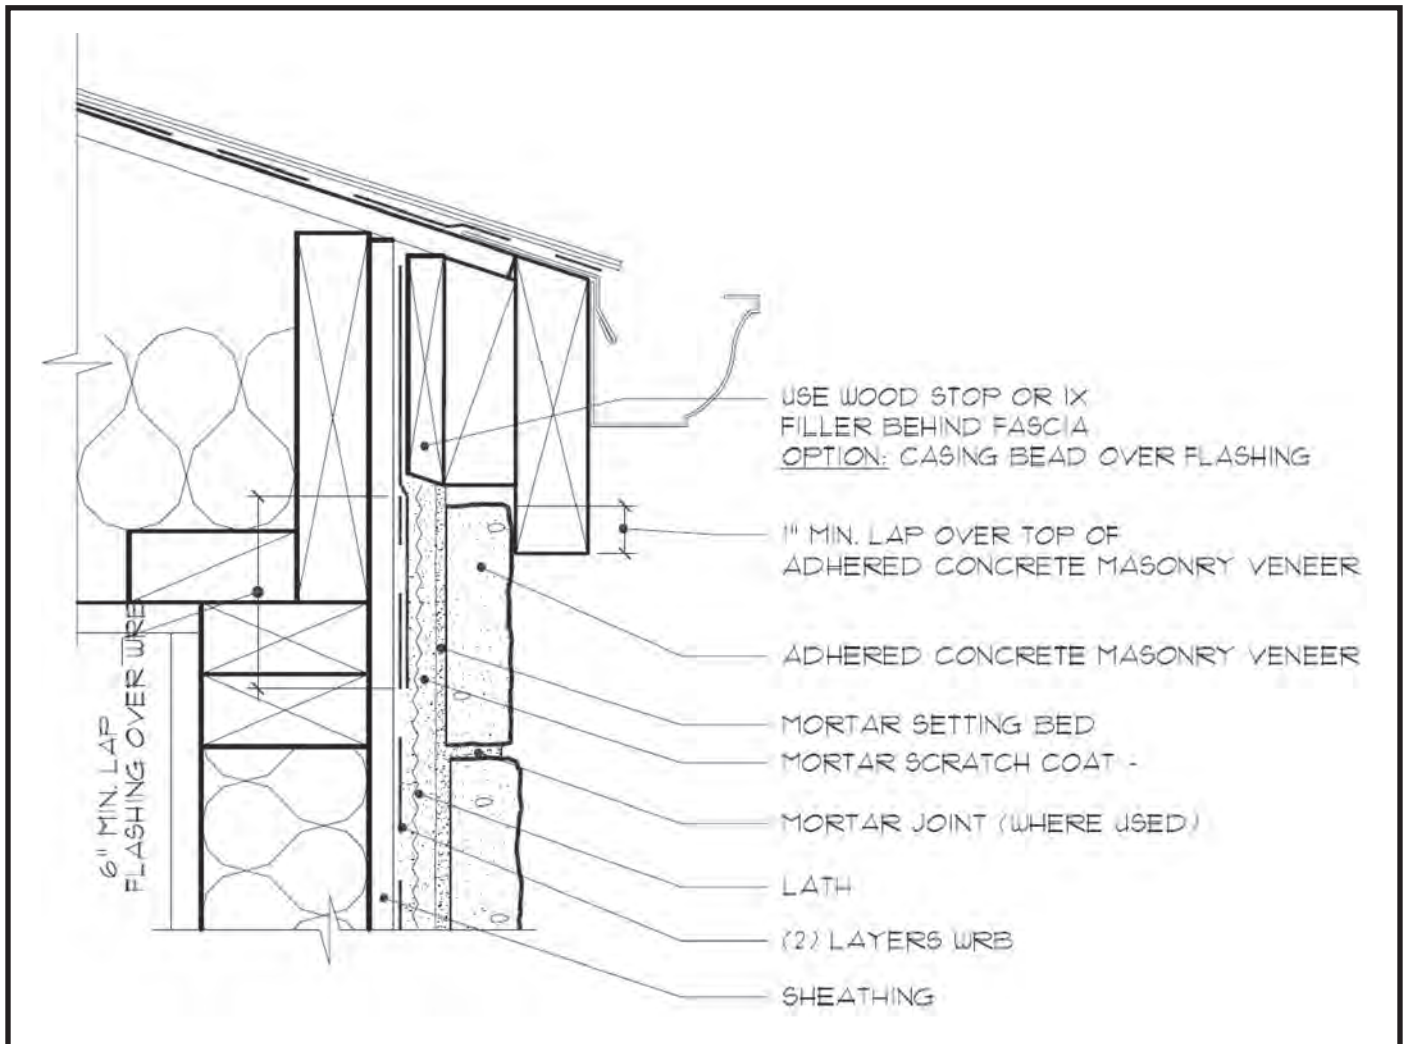 USE WOOD STOP OR 1X
FILLER BEHIND FASCIA
OPTION: CASING BEAD OVER FLASHING
1" MIN. LAP OVER TOP OF
ADHERED CONCRETE MASONRY VENEER
ADHERED CONCRETE MASONRY VENEER
MORTAR SETTING BED
MORTAR SCRATCH COAT -
MORTAR JOINT (WHERE USED)
LATH
(2) LAYERS WRB
SHEATHING
6" MIN. LAP
FLASHING OVER WRB